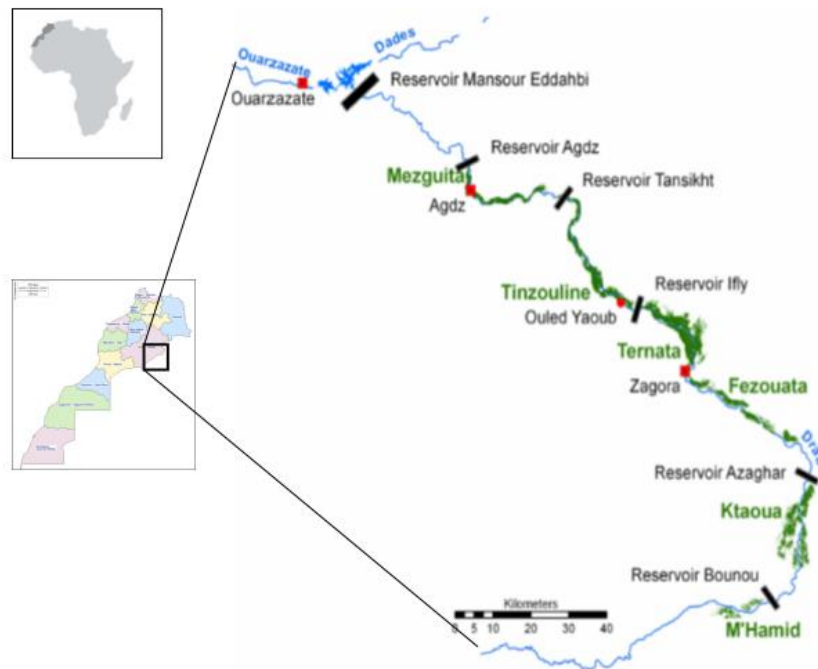 Ouarzazate
Dades
Reservoir Mansour Eddahbi
Ouarzazate
Reservoir Agdz
Mezguita
Reservoir Tansikht
Agdz
Tinzouline
Reservoir Ifly
Ouled Yaoub
Ternata
Zagora
Fezouata
Reservoir Azaghar
Ktaoua
Reservoir Bounou
Kilometers
0 5 10 20 30 40
M'Hamid